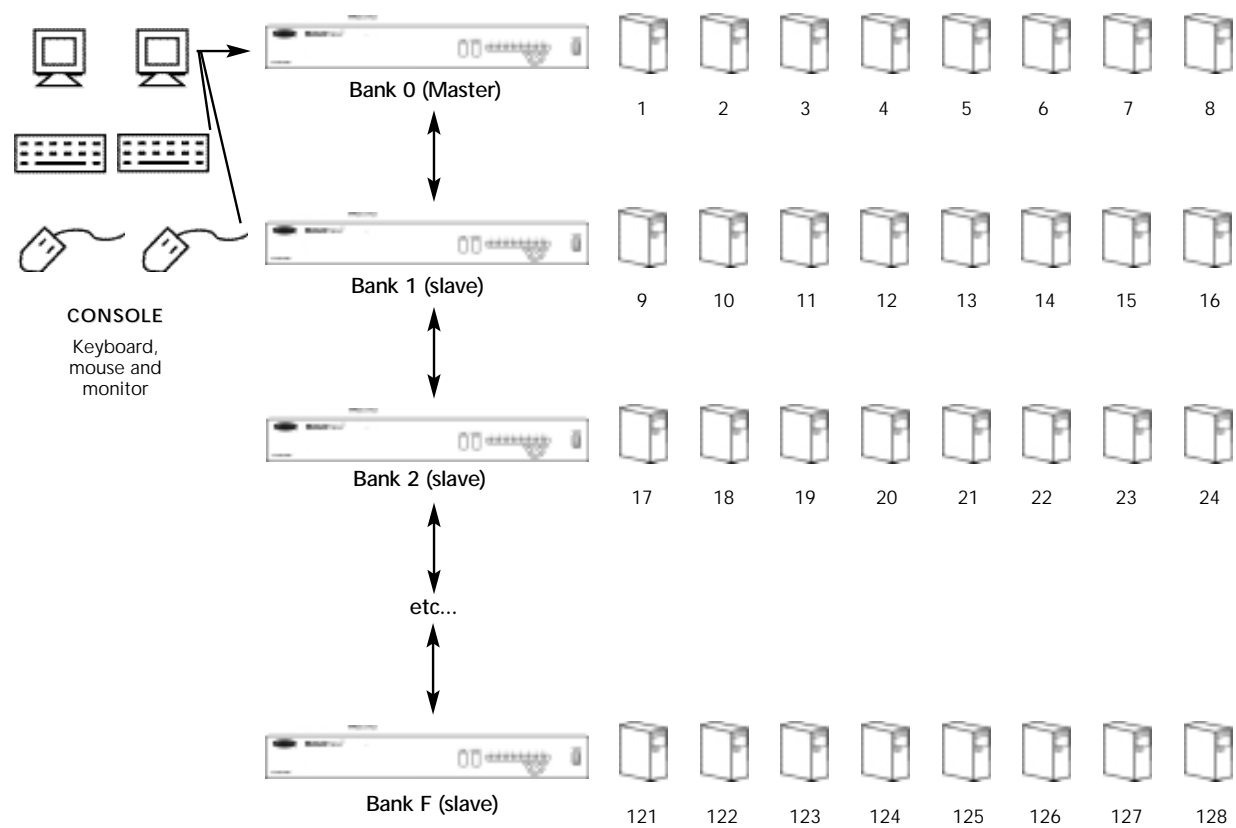 Bank 0 (Master)
1 2 3 4 5 6 7 8
Bank 1 (slave)
9 10 11 12 13 14 15 16
CONSOLE
Keyboard,
mouse and
monitor
Bank 2 (slave)
17 18 19 20 21 22 23 24
etc...
Bank F (slave)
121 122 123 124 125 126 127 128